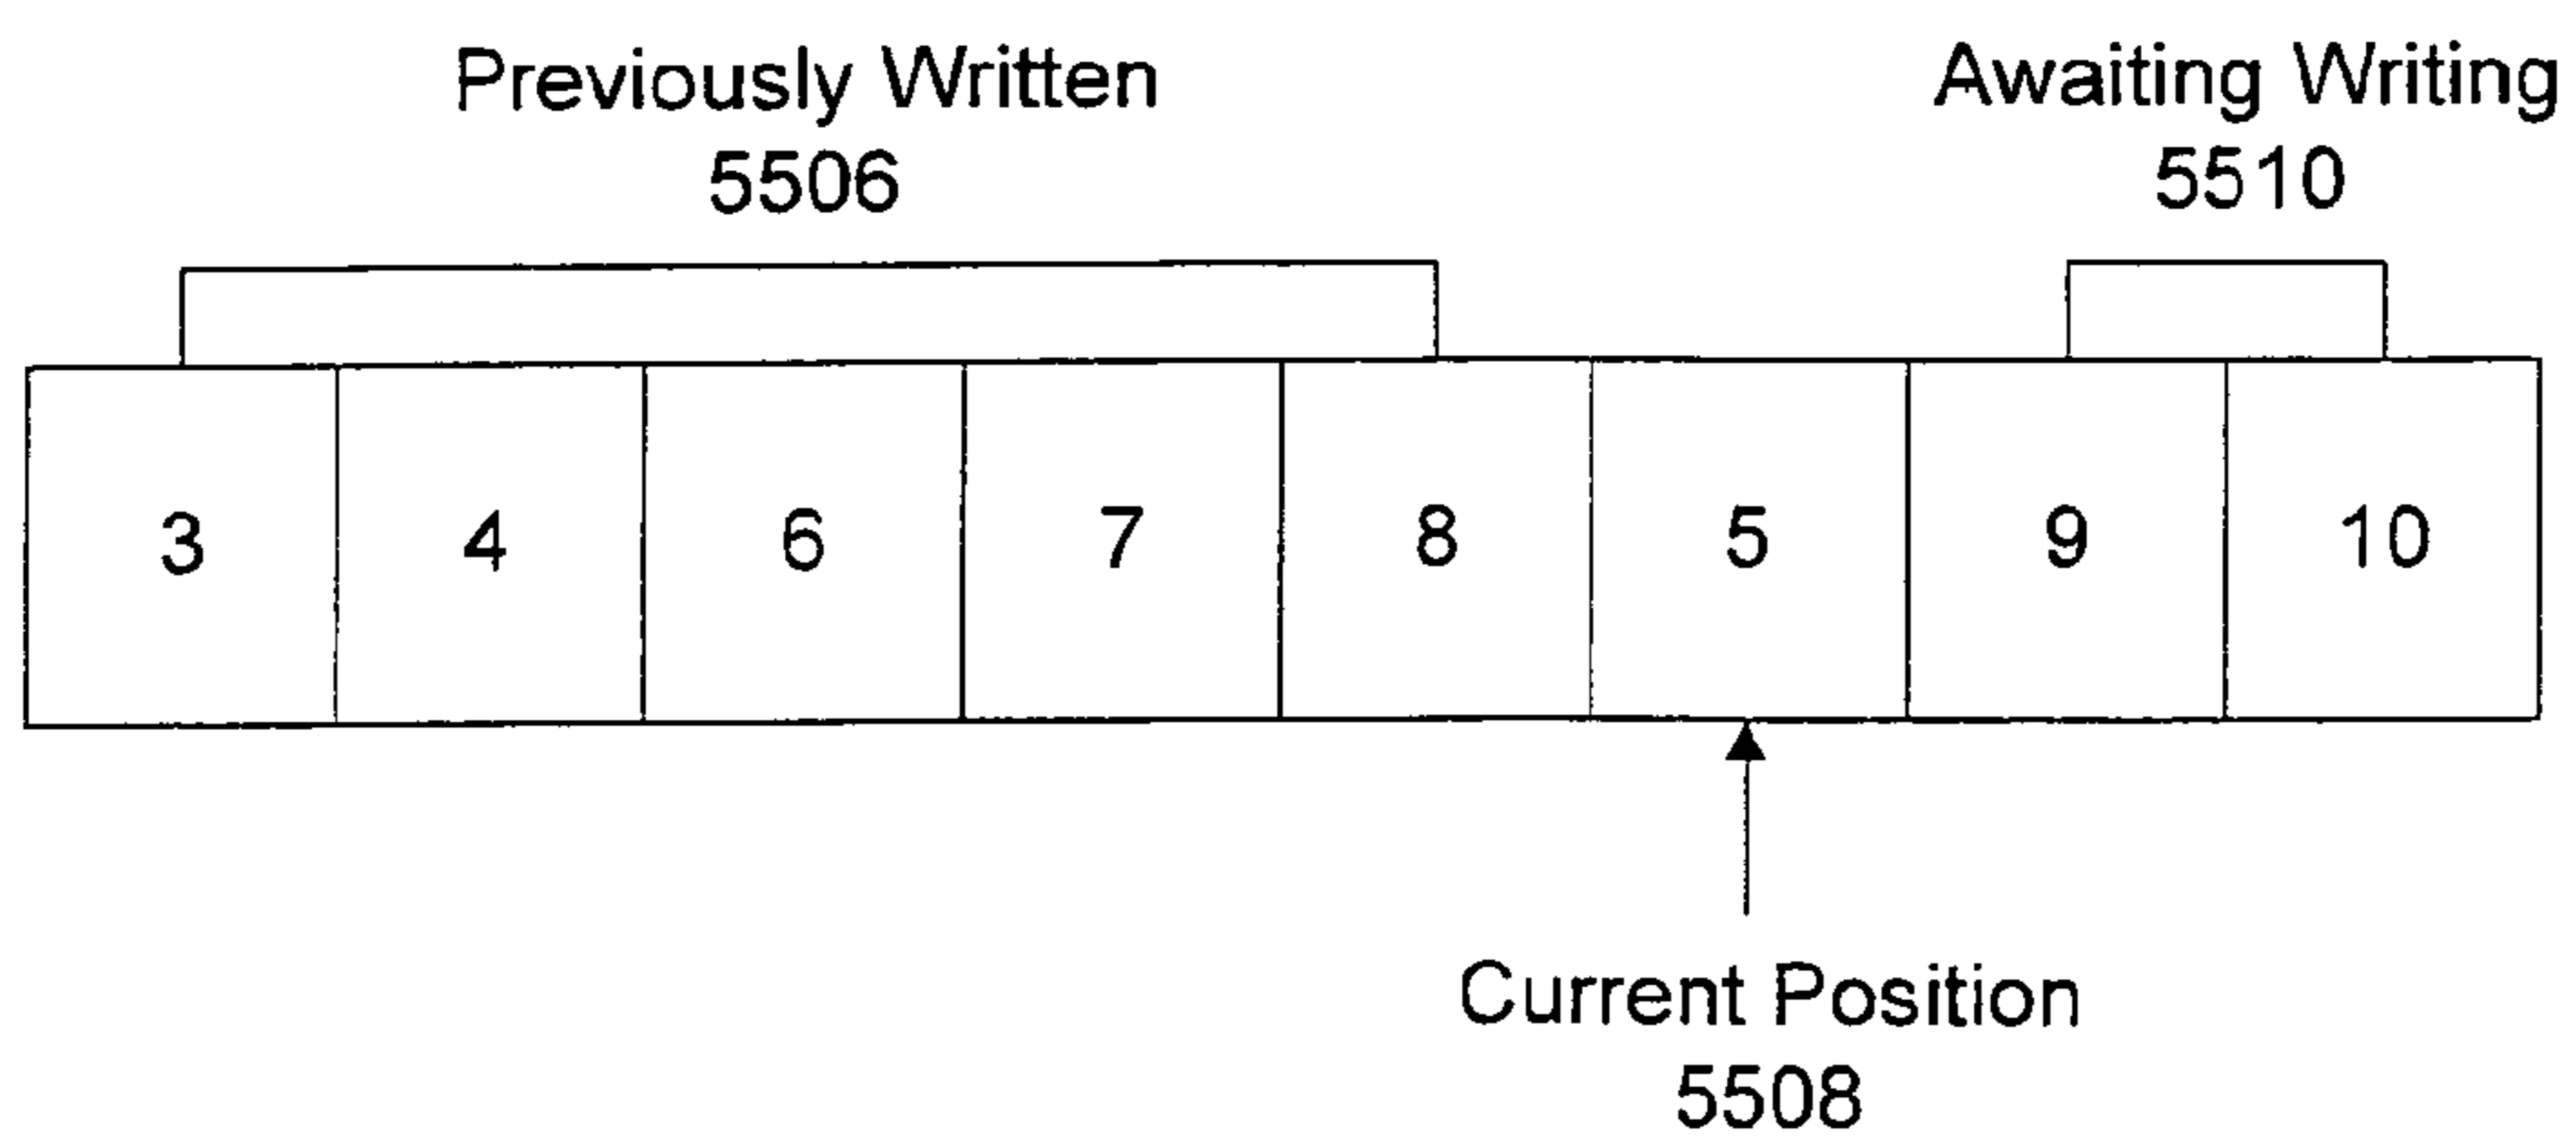 Previously Written
5506
Awaiting Writing
5510
3 4 6 7 8 5 9 10
Current Position
5508